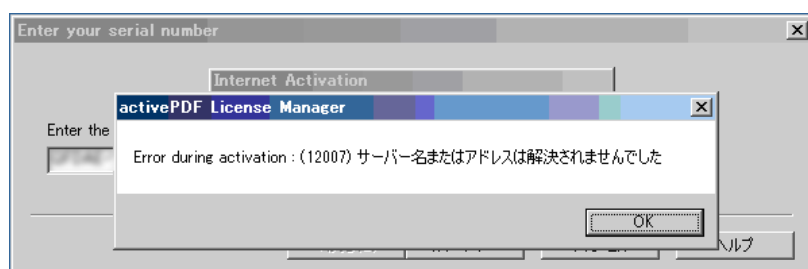 Enter your serial number
Internet Activation
activePDF License Manager
Enter the
Error during activation : (12007) サーバー名またはアドレスは解決されませんでした
OK
ヘルプ